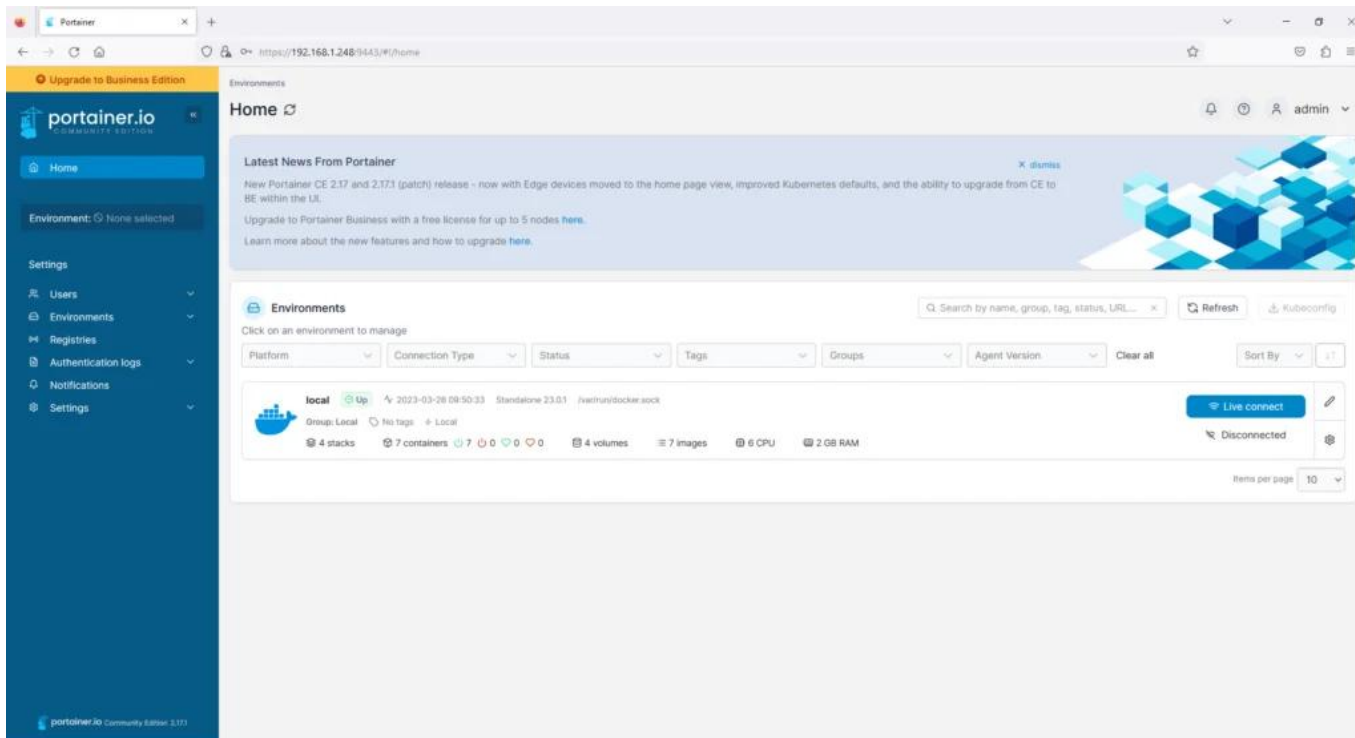 Portainer
https://192.168.1.248:9443/#!/home
Upgrade to Business Edition
portainer.io
COMMUNITY EDITION
Home
Environment: None selected
Settings
Users
Environments
Registries
Authentication logs
Notifications
Settings
portainer.io Community Edition 2.17.1
Environments
Home
admin
Latest News From Portainer
dismiss
New Portainer CE 2.17 and 2.17.1 (patch) release - now with Edge devices moved to the home page view, improved Kubernetes defaults, and the ability to upgrade from CE to
BE within the UI.
Upgrade to Portainer Business with a free license for up to 5 nodes here.
Learn more about the new features and how to upgrade here.
Environments
Search by name, group, tag, status, URL...
Refresh
Kubeconfig
Click on an environment to manage
Platform
Connection Type
Status
Tags
Groups
Agent Version
Clear all
Sort By
local Up 2023-03-28 09:50:33 Standalone 23.0.1 /var/run/docker.sock
Group: Local No tags Local
4 stacks 7 containers 7 0 0 0 4 volumes 7 images 6 CPU 2 GB RAM
Live connect
Disconnected
Items per page 10